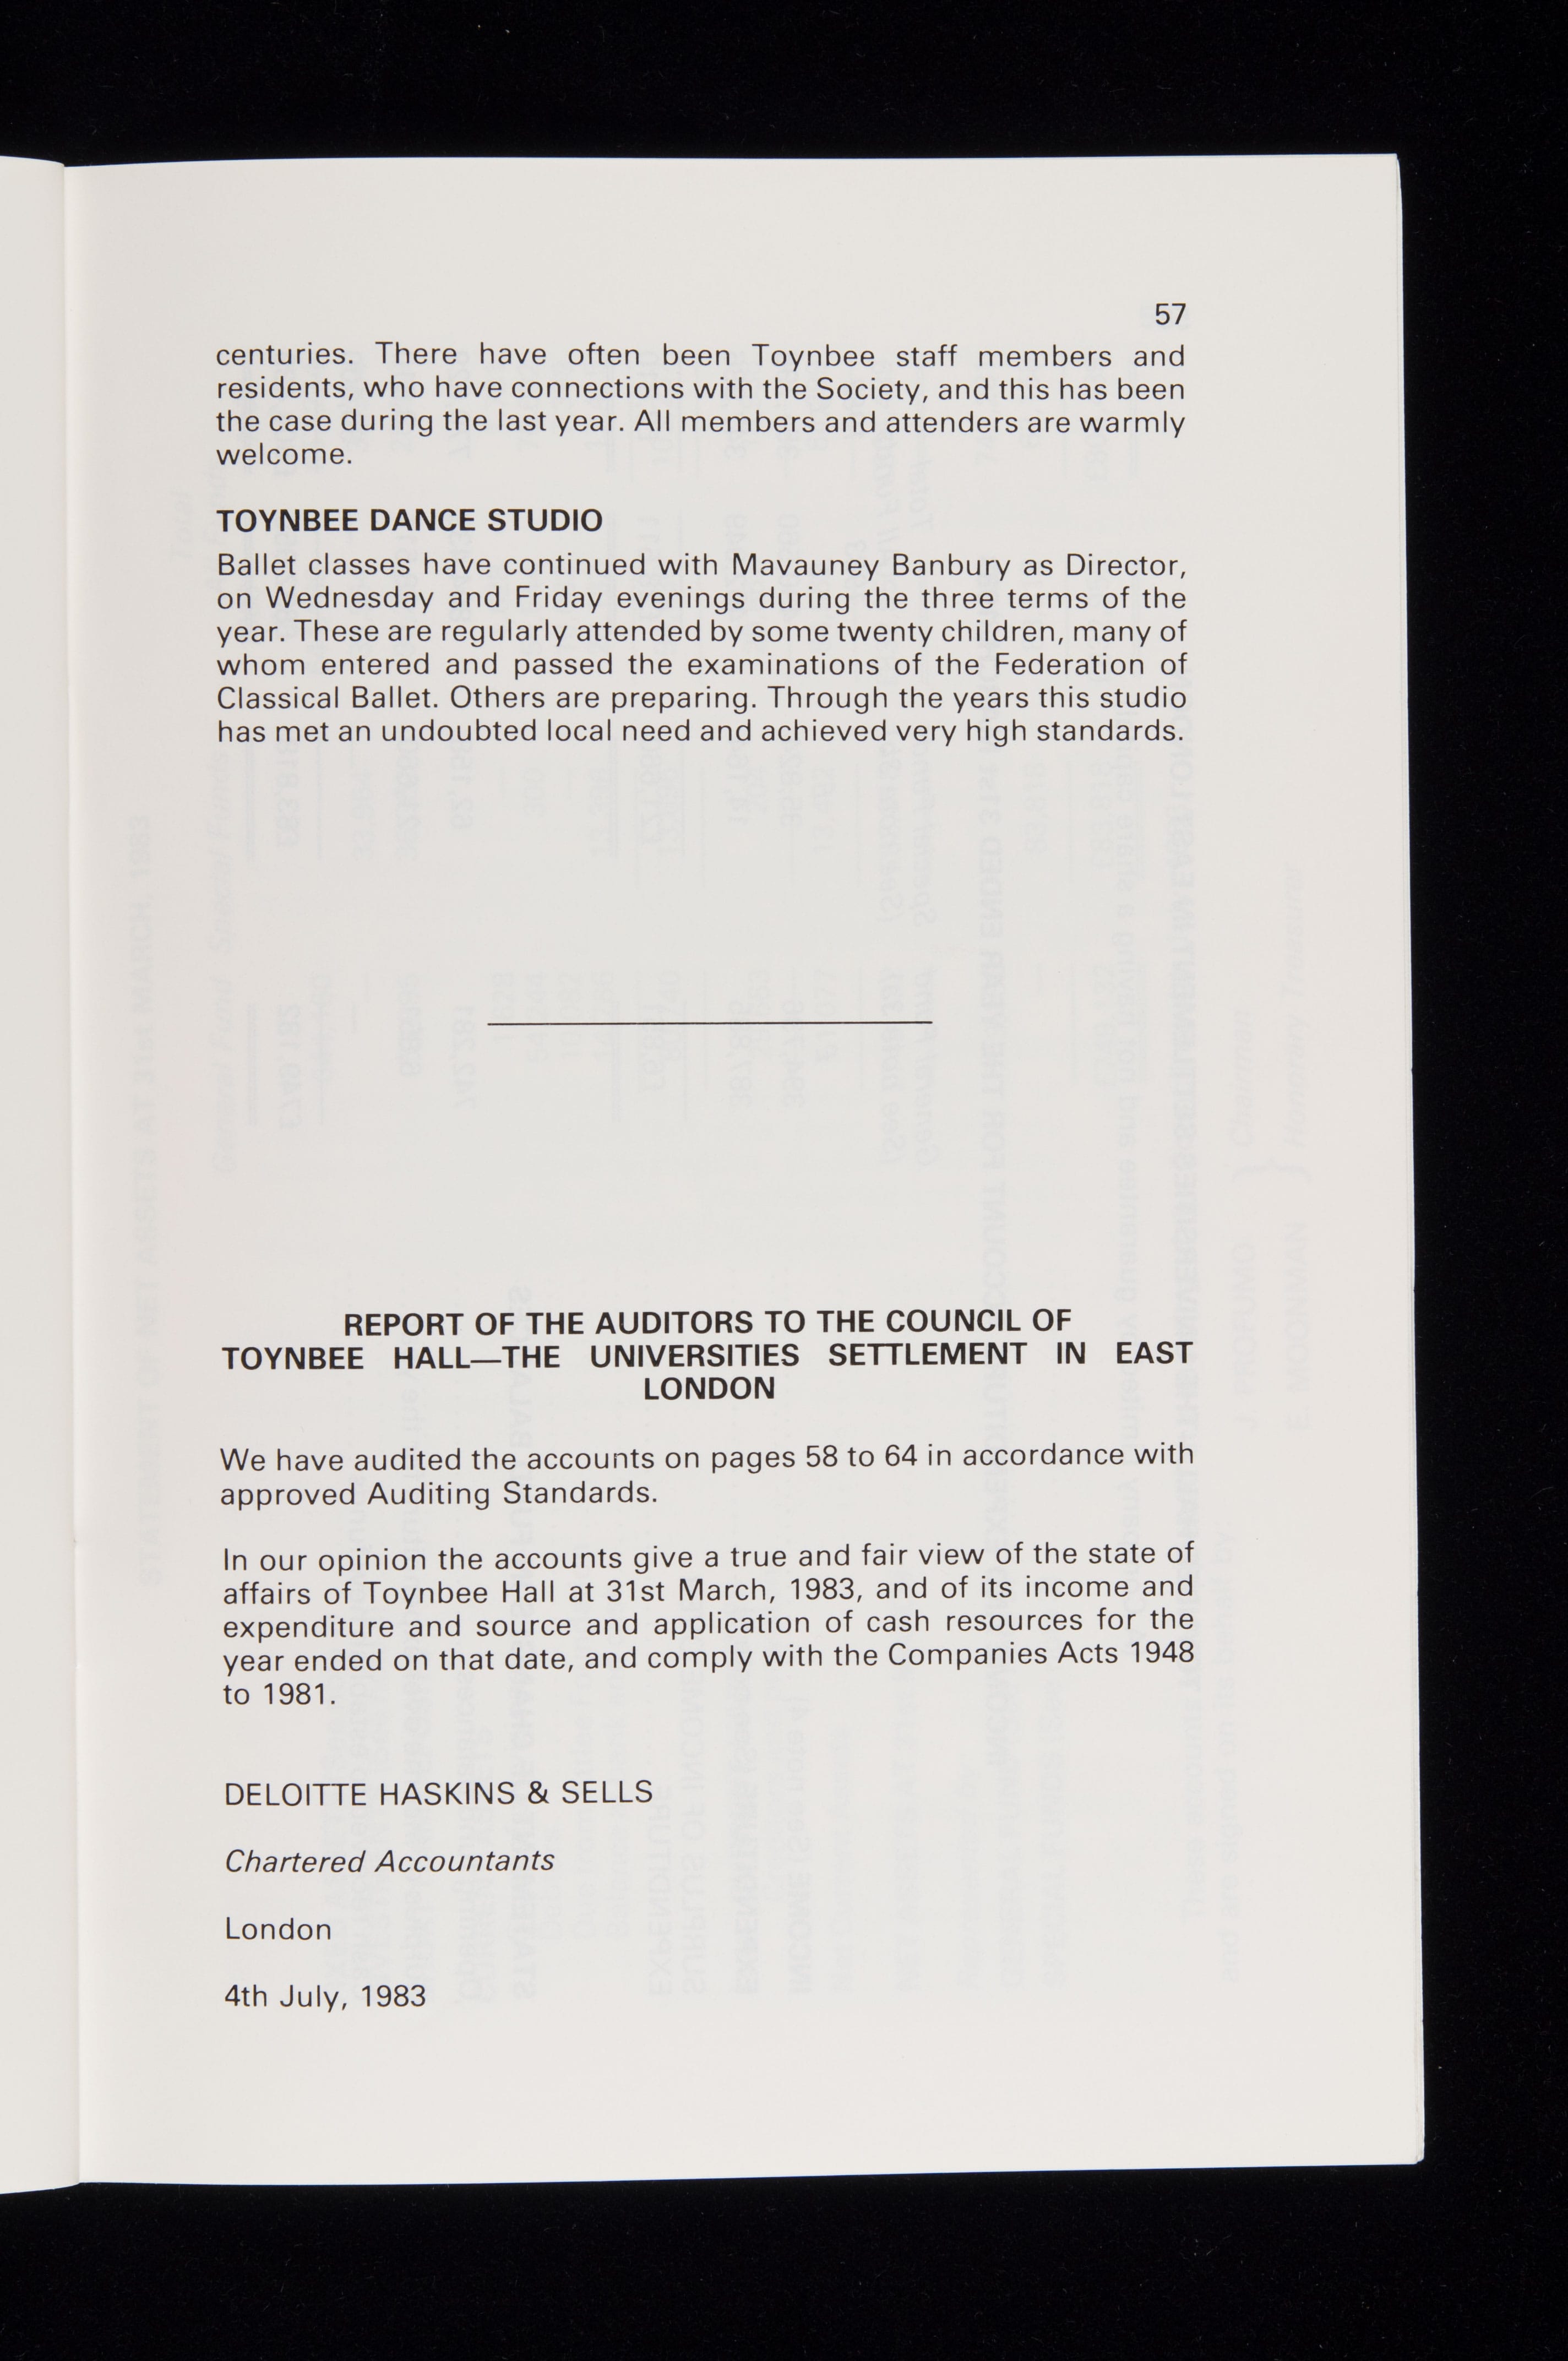 57
centuries. There have often been Toynbee staff members and
residents, who have connections with the Society, and this has been
the case during the last year. All members and attenders are warmly
welcome.
TOYNBEE DANCE STUDIO
Ballet classes have continued with Mavauney Banbury as Director,
on Wednesday and Friday evenings during the three terms of the
year. These are regularly attended by some twenty children, many of
whom entered and passed the examinations of the Federation of
Classical Ballet. Others are preparing. Through the years this studio
has met an undoubted local need and achieved very high standards.
REPORT OF THE AUDITORS TO THE COUNCIL OF
TOYNBEE HALL—THE UNIVERSITIES SETTLEMENT IN EAST
LONDON
We have audited the accounts on pages 58 to 64 in accordance with
approved Auditing Standards.
In our opinion the accounts give a true and fair view of the state of
affairs of Toynbee Hall at 31st March, 1983, and of its income and
expenditure and source and application of cash resources for the
year ended on that date, and comply with the Companies Acts 1948
to 1981.
DELOITTE HASKINS & SELLS
Chartered Accountants
London
4th July, 1983